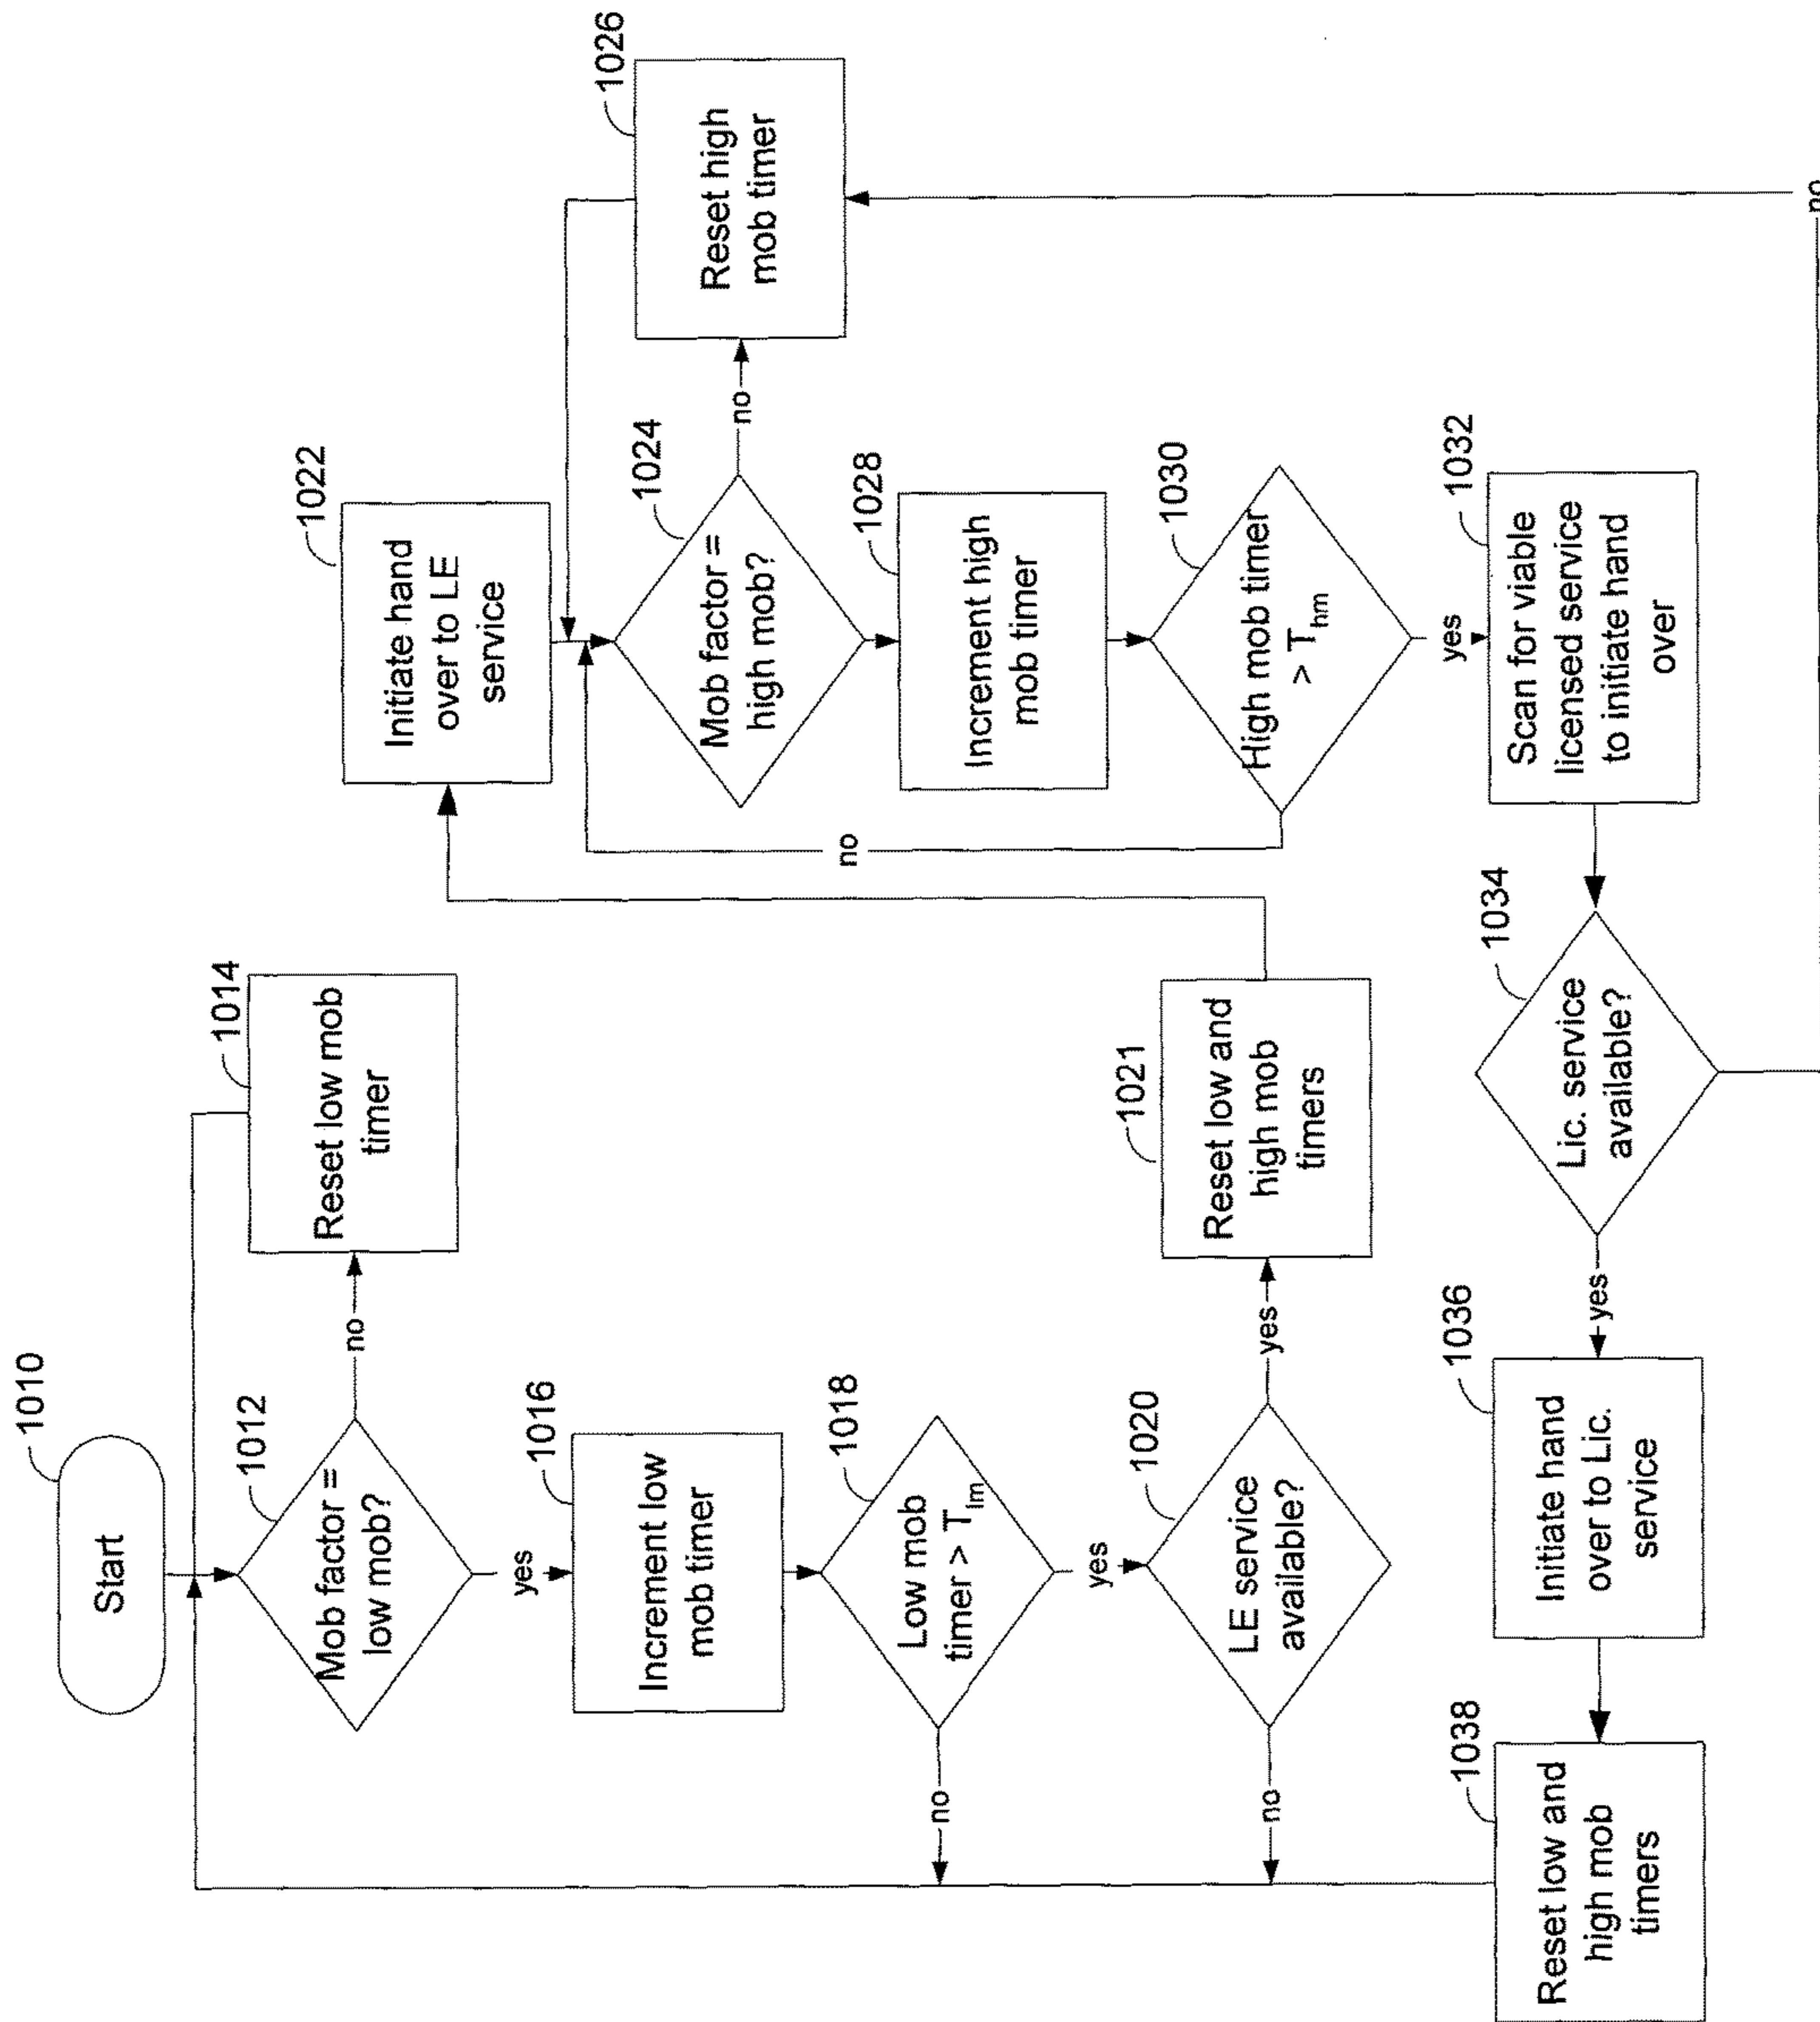 1010
Start
1012
Mob factor =
low mob?
no
1014
Reset low mob
timer
yes
1016
Increment low
mob timer
1018
Low mob
timer > Tlm
no
yes
1020
LE service
available?
no
yes
1021
Reset low and
high mob
timers
1022
Initiate hand
over to LE
service
1024
Mob factor =
high mob?
no
1026
Reset high
mob timer
1028
Increment high
mob timer
1030
High mob timer
> Thm
no
yes
1032
Scan for viable
licensed service
to initiate hand
over
1034
Lic. service
available?
no
yes
1036
Initiate hand
over to Lic.
service
1038
Reset low and
high mob
timers